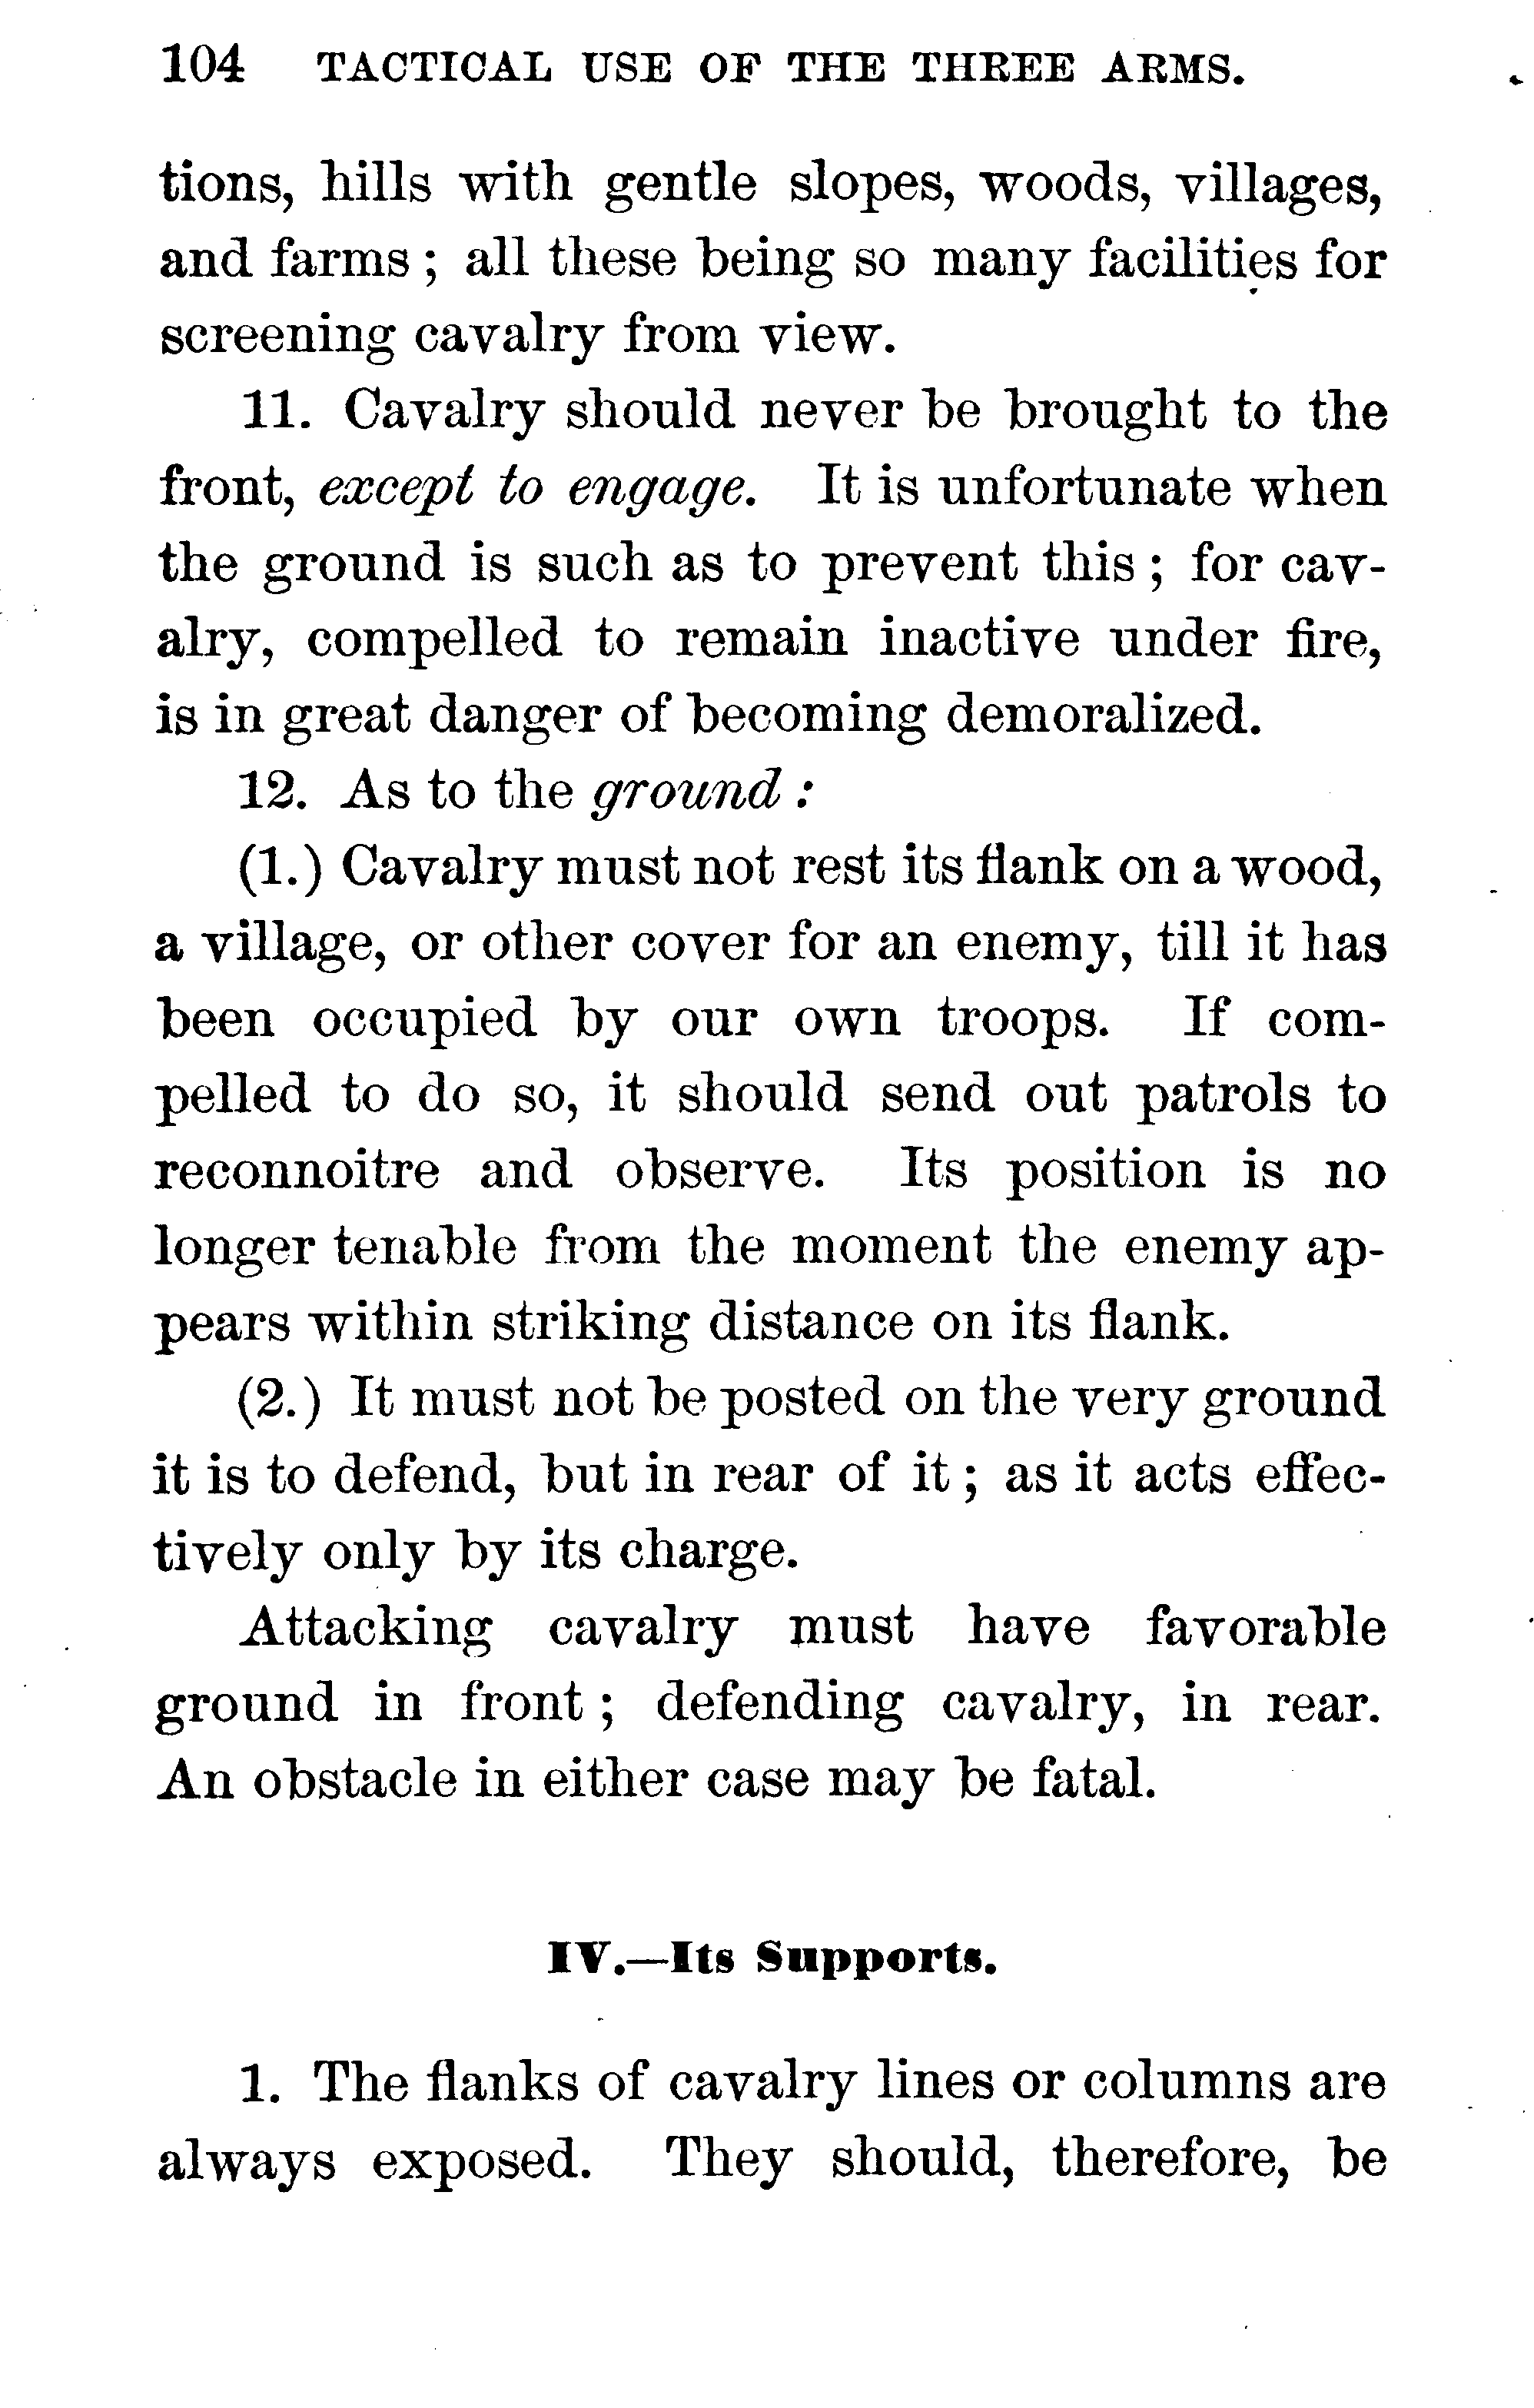 104 TACTICAL USE OF THE THREE ARMS.
tions, hills with gentle slopes, woods, villages,
and farms ; all these being so many facilities for
screening cavalry from view.
11. Cavalry should never be brought to the
front, except to engage. It is unfortunate when
the ground is such as to prevent this ; for cav-
alry, compelled to remain inactive under fire,
is in great danger of becoming demoralized.
12. As to the ground :
(1.) Cavalry must not rest its flank on a wood,
a village, or other cover for an enemy, till it has
been occupied by our own troops. If com-
pelled to do so, it should send out patrols to
reconnoitre and observe. Its position is no
longer tenable from the moment the enemy ap-
pears within striking distance on its flank.
(2.) It must not be posted on the very ground
it is to defend, but in rear of it ; as it acts effec-
tively only by its charge.
Attacking cavalry must have favorable
ground in front ; defending cavalry, in rear.
An obstacle in either case may be fatal.
IV.—Its Supports.
1. The flanks of cavalry lines or columns are
always exposed. They should, therefore, be